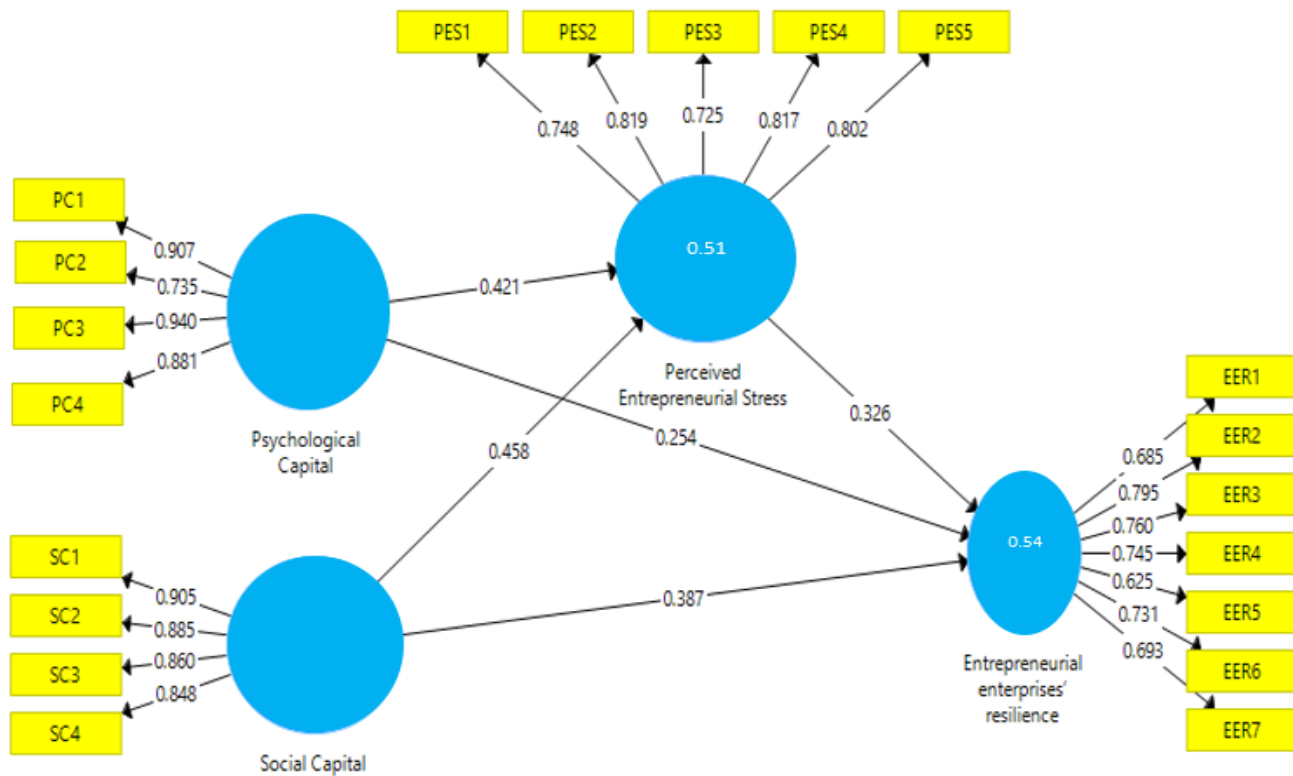 PES1
PES2
PES3
PES4
PES5
0.748
0.819
0.725
0.817
0.802
PC1
PC2
PC3
PC4
0.907
0.735
0.940
0.881
Psychological
Capital
0.421
0.51
Perceived
Entrepreneurial Stress
0.458
0.254
0.326
0.387
SC1
SC2
SC3
SC4
0.905
0.885
0.860
0.848
Social Capital
0.54
Entrepreneurial
enterprises’
resilience
0.685
0.795
0.760
0.745
0.625
0.731
0.693
EER1
EER2
EER3
EER4
EER5
EER6
EER7